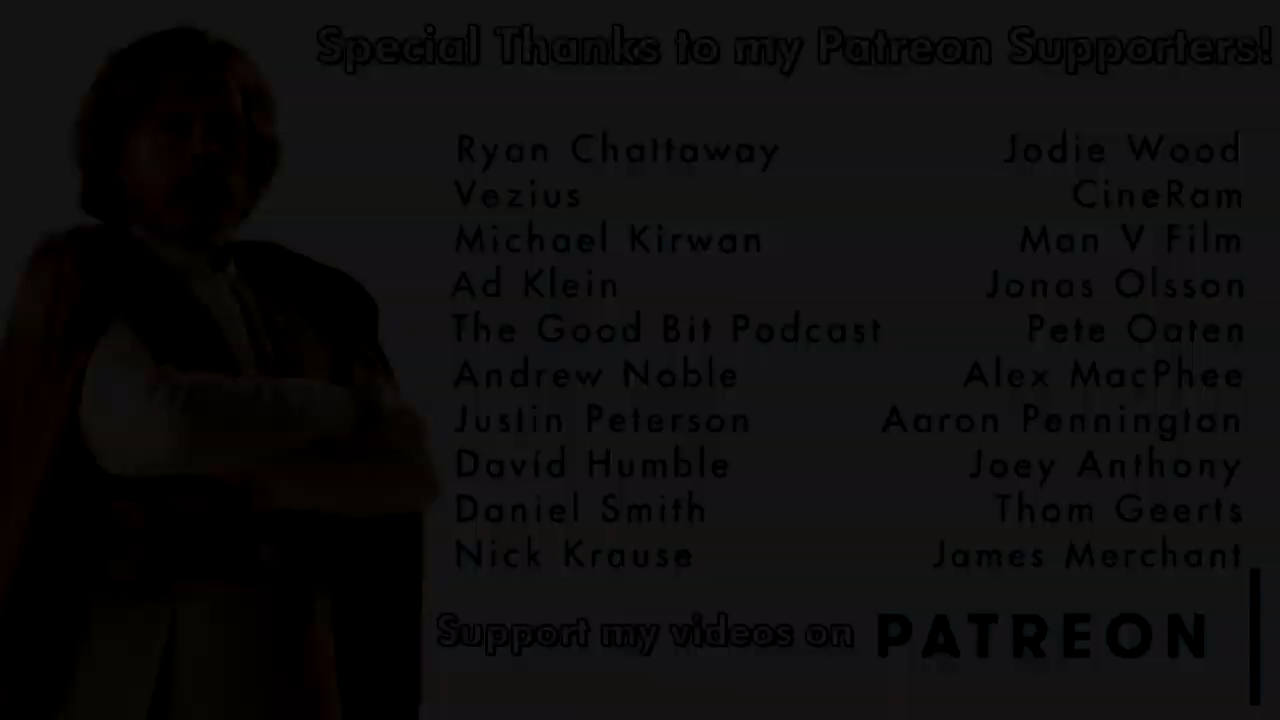 Special Thanks to my Patreon Supporters!
Ryan Chattaway Jodie Wood
Vezius CineRam
Michael Kirwan Man V Film
Ad Klein Jonas Olsson
The Good Bit Podcast Pete Oaten
Andrew Noble Alex MacPhee
Justin Peterson Aaron Pennington
David Humble Joey Anthony
Daniel Smith Thom Geerts
Nick Krause James Merchant
Support my videos on PATREON